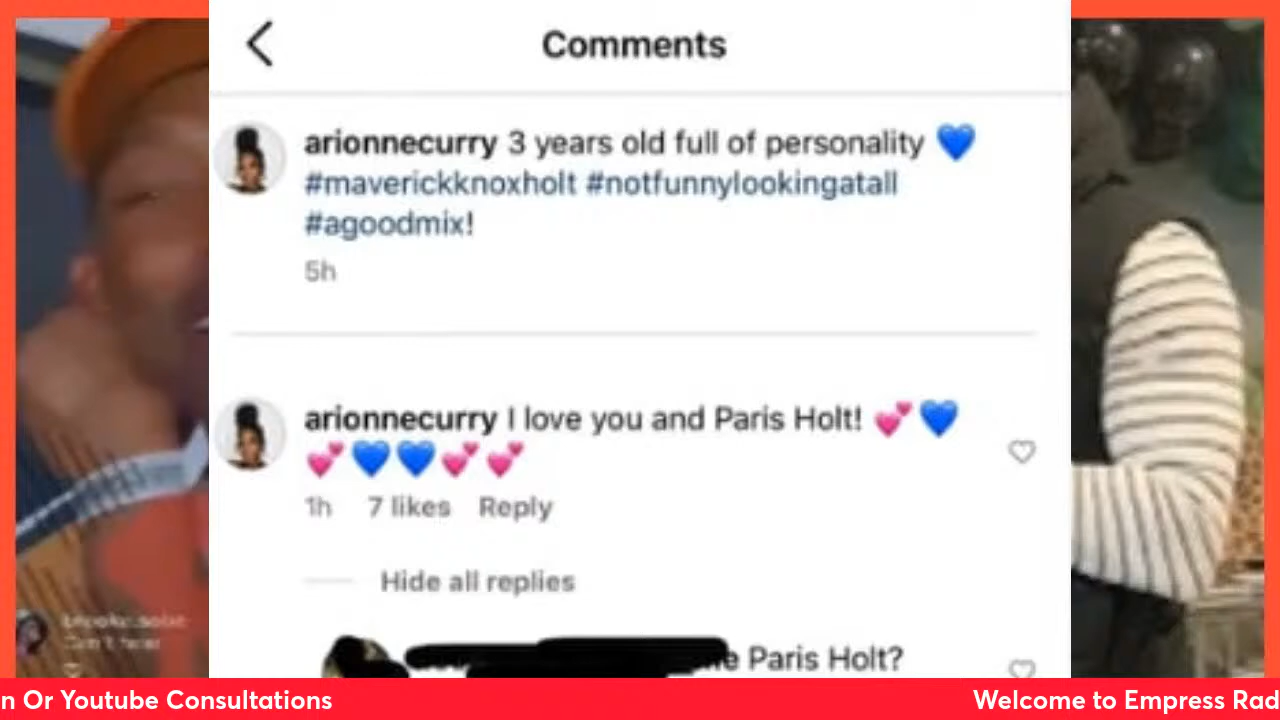 Comments
arionnecurry 3 years old full of personality 💙
#maverickknoxholt #notfunnylookingatall
#agoodmix!
5h
arionnecurry I love you and Paris Holt! 💕💙
💕💙💙💕💕
1h 7 likes Reply
Hide all replies
Paris Holt?
n Or Youtube Consultations
Welcome to Empress Rad